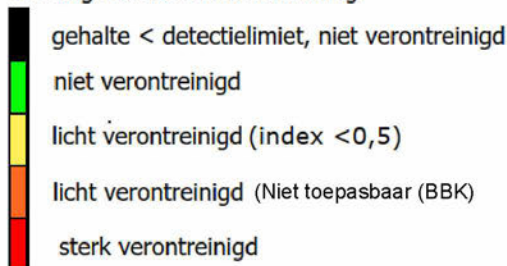 gehalte < detectielimiet, niet verontreinigd
niet verontreinigd
licht verontreinigd (index <0,5)
licht verontreinigd (Niet toepasbaar (BBK)
sterk verontreinigd